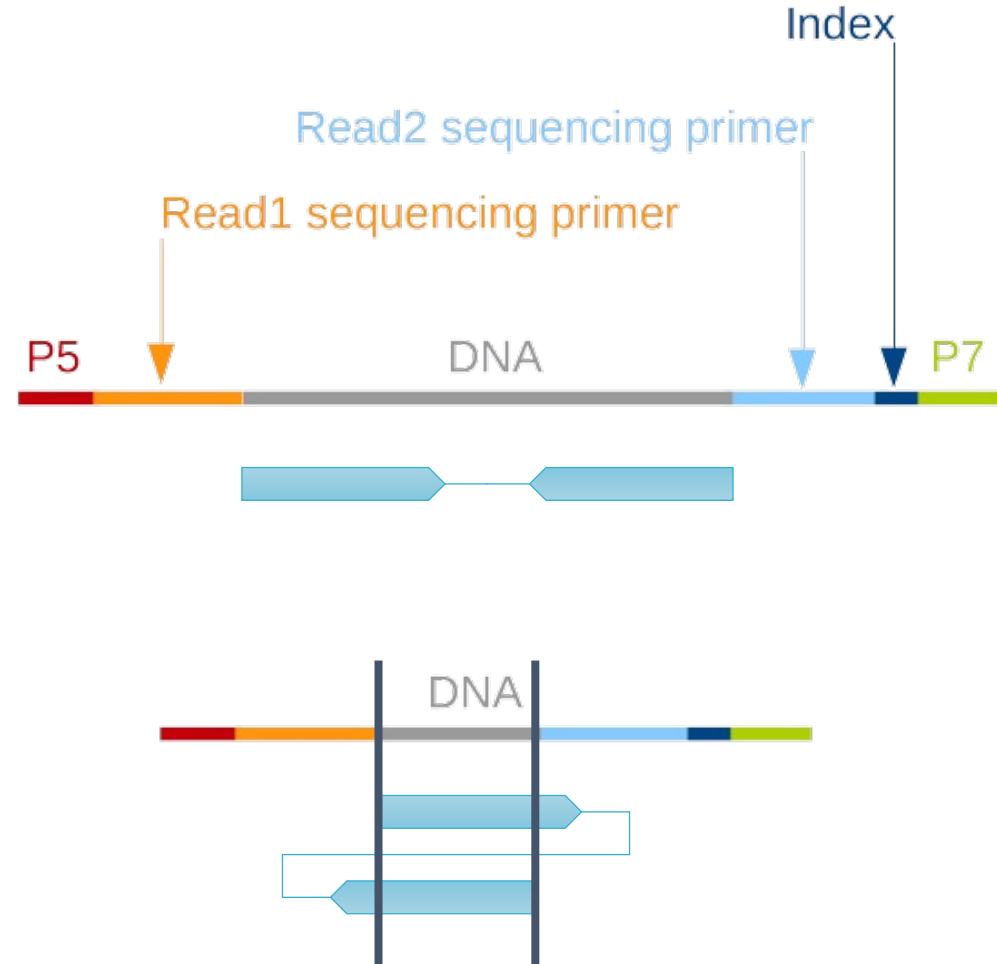 Index
Read2 sequencing primer
Read1 sequencing primer
P5 DNA P7
DNA